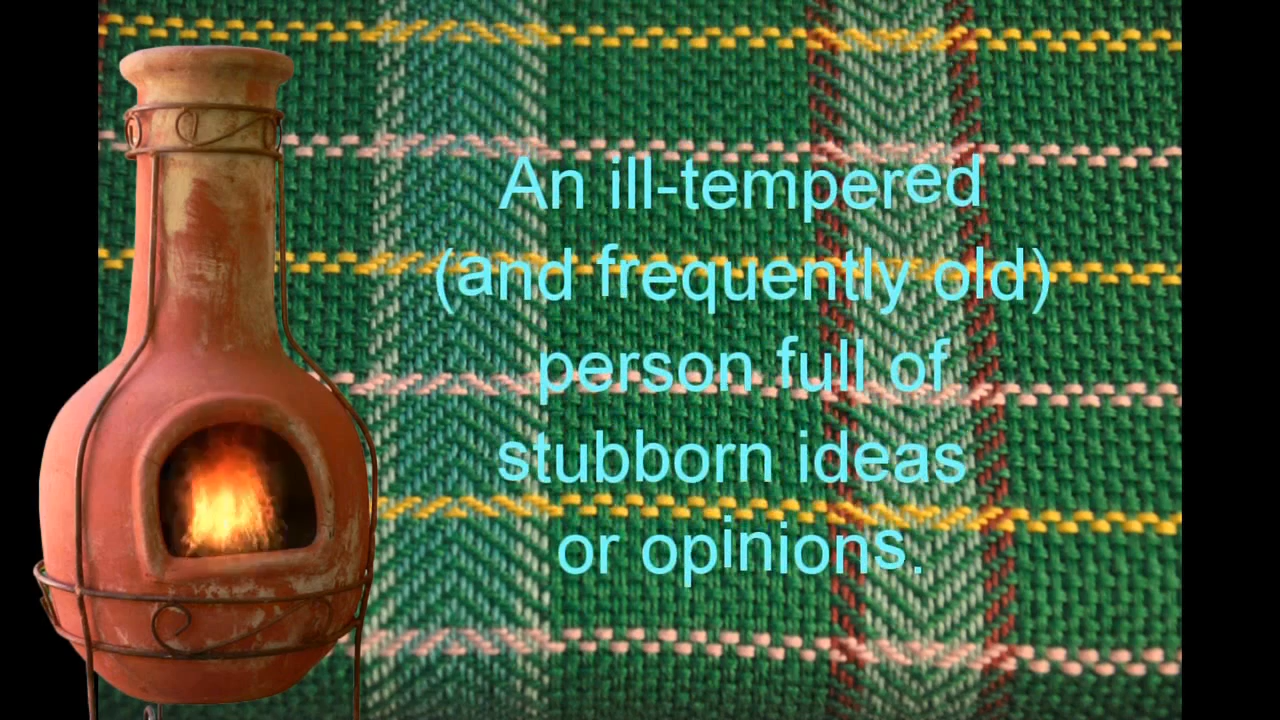 An ill-tempered
(and frequently old)
person full of
stubborn ideas
or opinions.